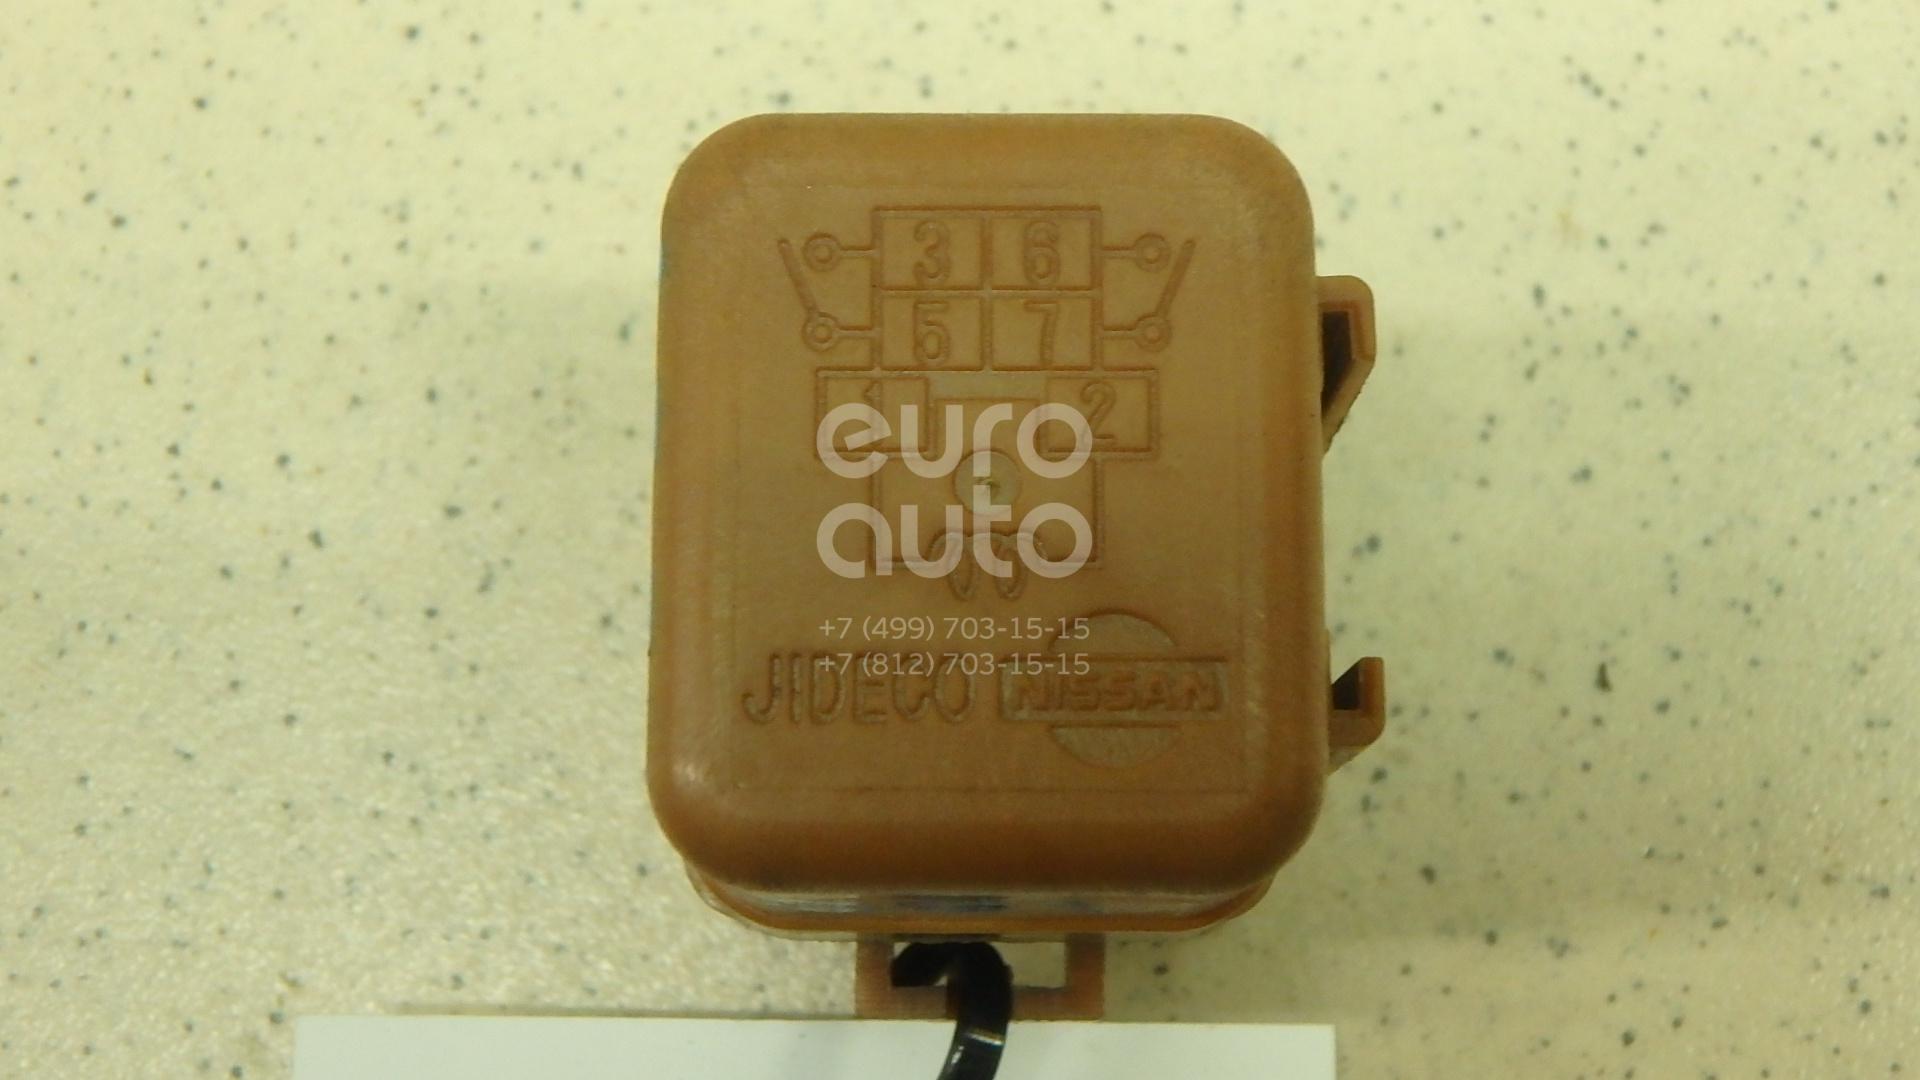 3 6
5 7
1 2
euro
auto
+7 (499) 703-15-15
+7 (812) 703-15-15
JIDECO NISSAN